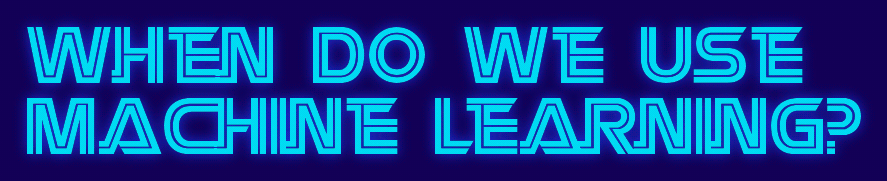 WHEN DO WE USE
MACHINE LEARNING?